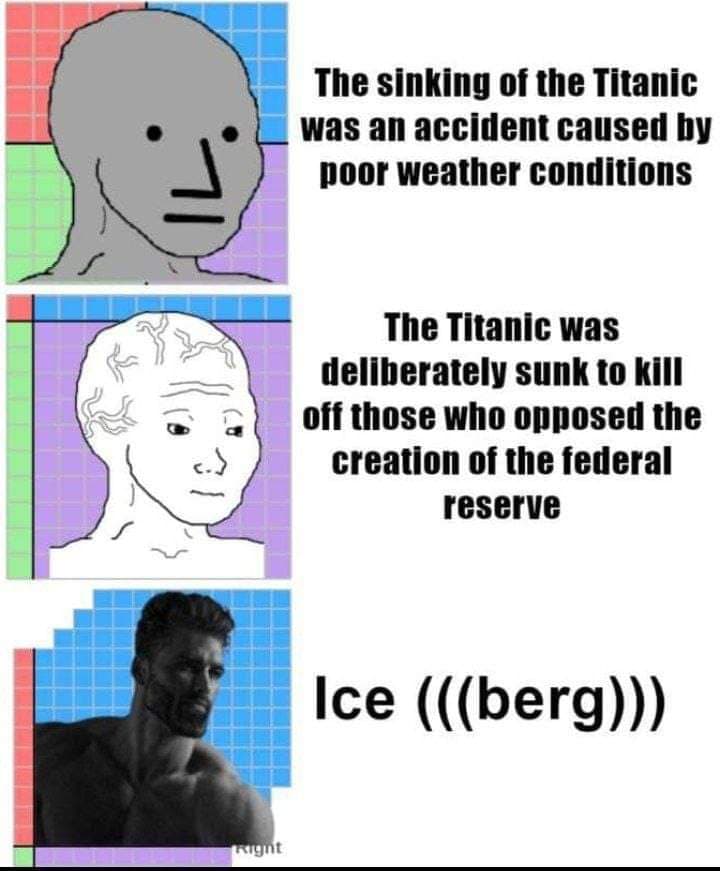 The sinking of the Titanic
was an accident caused by
poor weather conditions
The Titanic was
deliberately sunk to kill
off those who opposed the
creation of the federal
reserve
Ice (((berg)))
Right